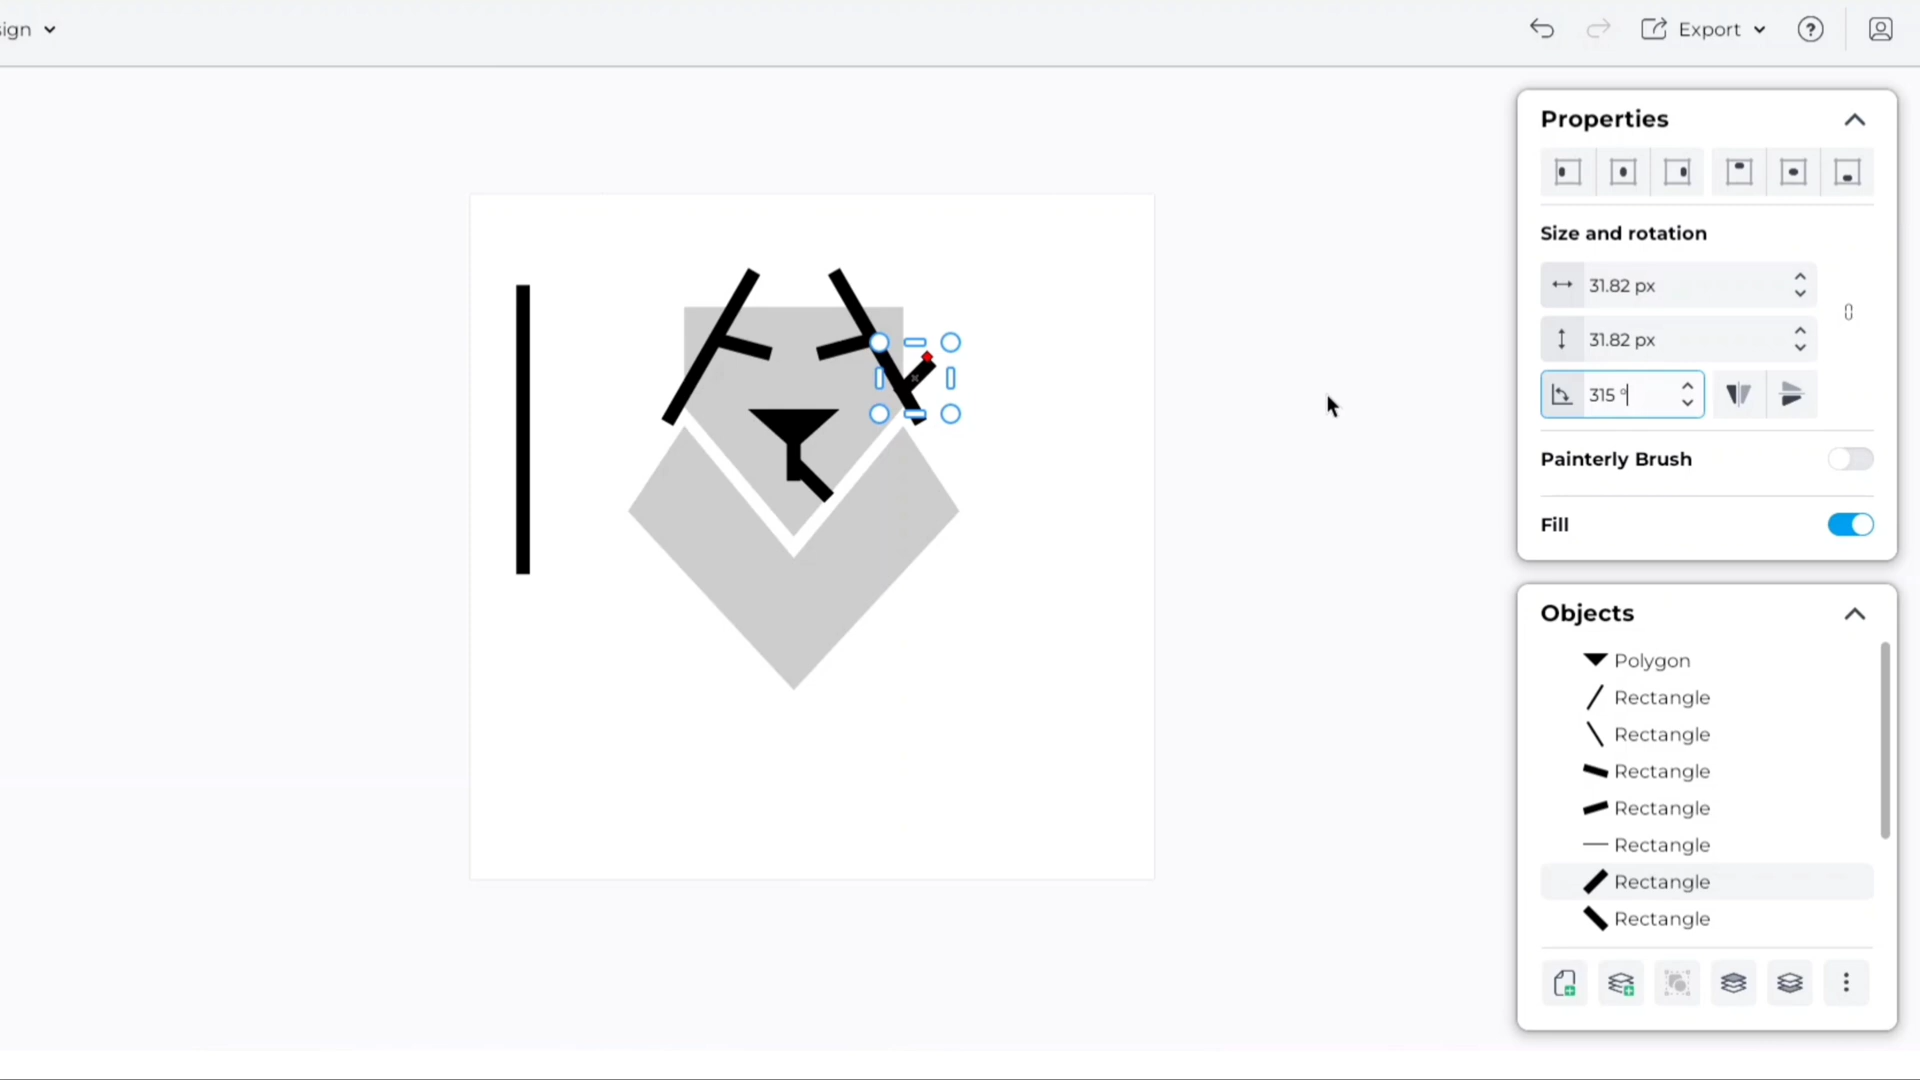 ign
Export
Properties
Size and rotation
31.82 px
31.82 px
315 °
Painterly Brush
Fill
Objects
Polygon
Rectangle
Rectangle
Rectangle
Rectangle
Rectangle
Rectangle
Rectangle